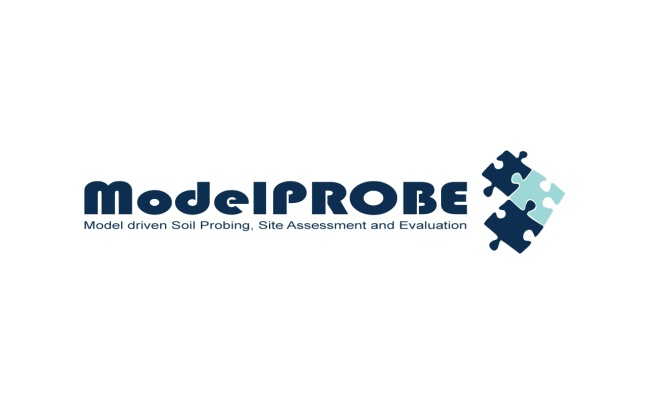 ModelPROBE
Model driven Soil Probing, Site Assessment and Evaluation